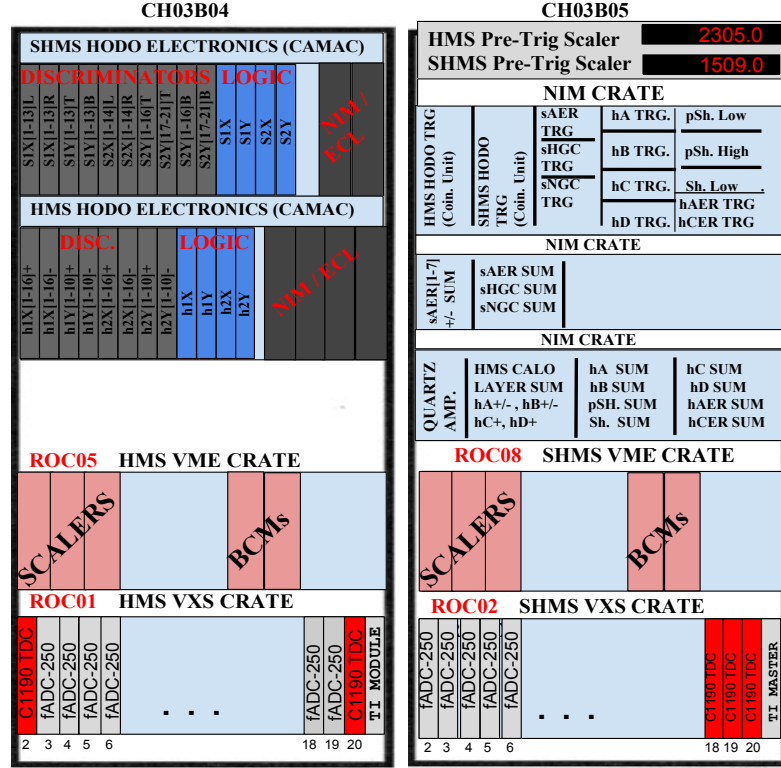 CH03B04
SHMS HODO ELECTRONICS (CAMAC)
DISCRIMINATORS
LOGIC
S1X[1-13]L
S1X[1-13]R
S1Y[1-13]T
S1Y[1-13]B
S2X[1-14]L
S2X[1-14]R
S2Y[1-16]T
S2Y[1-16]B
S2Y[17-21]T
S2Y[17-21]B
S1X
S1Y
S2X
S2Y
NIM /
ECL
HMS HODO ELECTRONICS (CAMAC)
DISC.
LOGIC
h1X[1-16]+
h1X[1-16]-
h1Y[1-10]+
h1Y[1-10]-
h2X[1-16]+
h2X[1-16]-
h2Y[1-10]+
h2Y[1-10]-
h1X
h1Y
h2X
h2Y
NIM / ECL
ROC05 HMS VME CRATE
SCALERS
BCMs
ROC01 HMS VXS CRATE
C1190 TDC
fADC-250
fADC-250
fADC-250
fADC-250
. . .
fADC-250
fADC-250
C1190 TDC
TI MODULE
2 3 4 5 6 18 19 20
CH03B05
HMS Pre-Trig Scaler 2305.0
SHMS Pre-Trig Scaler 1509.0
NIM CRATE
HMS HODO TRG
(Coin. Unit)
SHMS HODO
TRG
(Coin. Unit)
sAER
TRG
sHGC
TRG
sNGC
TRG
hA TRG.
hB TRG.
hC TRG.
hD TRG.
pSh. Low
pSh. High
Sh. Low .
hAER TRG
hCER TRG
NIM CRATE
sAER[1-7]
+/- SUM
sAER SUM
sHGC SUM
sNGC SUM
NIM CRATE
QUARTZ
AMP.
HMS CALO
LAYER SUM
hA+/- , hB+/-
hC+, hD+
hA SUM
hB SUM
pSH. SUM
Sh. SUM
hC SUM
hD SUM
hAER SUM
hCER SUM
ROC08 SHMS VME CRATE
SCALERS
BCMs
ROC02 SHMS VXS CRATE
fADC-250
fADC-250
fADC-250
fADC-250
fADC-250
. . .
C1190 TDC
C1190 TDC
C1190 TDC
TI MASTER
2 3 4 5 6 18 19 20